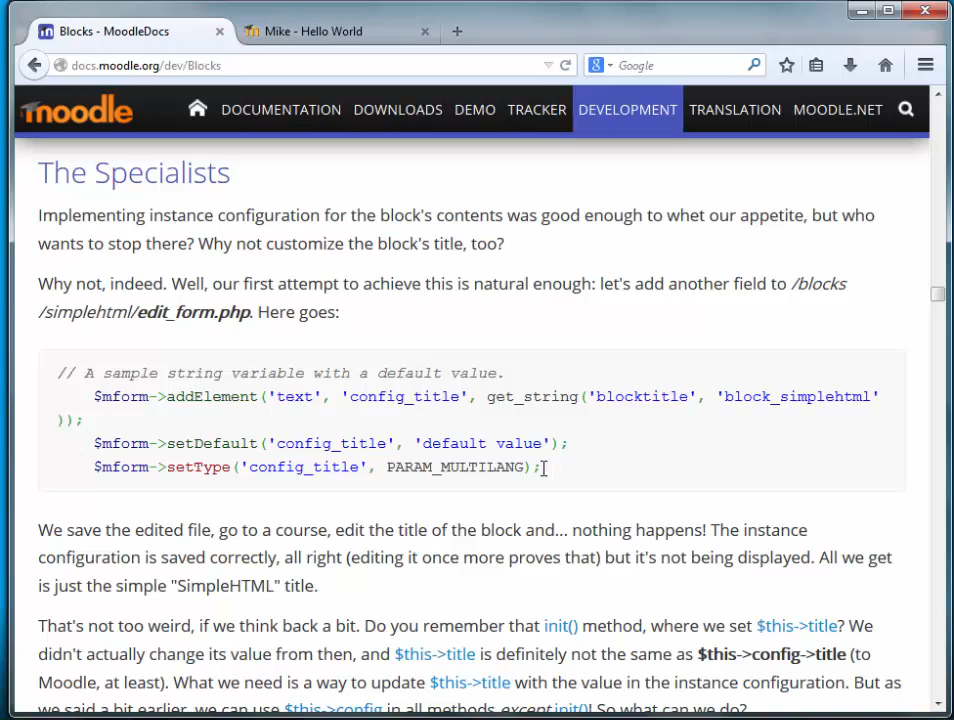 Blocks - MoodleDocs
Mike - Hello World
docs.moodle.org/dev/Blocks
Google
moodle
DOCUMENTATION DOWNLOADS DEMO TRACKER DEVELOPMENT TRANSLATION MOODLE.NET
The Specialists
Implementing instance configuration for the block's contents was good enough to whet our appetite, but who
wants to stop there? Why not customize the block's title, too?
Why not, indeed. Well, our first attempt to achieve this is natural enough: let's add another field to /blocks
/simplehtml/edit_form.php. Here goes:
// A sample string variable with a default value.
$mform->addElement('text', 'config_title', get_string('blocktitle', 'block_simplehtml'
));
$mform->setDefault('config_title', 'default value');
$mform->setType('config_title', PARAM_MULTILANG);
We save the edited file, go to a course, edit the title of the block and... nothing happens! The instance
configuration is saved correctly, all right (editing it once more proves that) but it's not being displayed. All we get
is just the simple "SimpleHTML" title.
That's not too weird, if we think back a bit. Do you remember that init() method, where we set $this->title? We
didn't actually change its value from then, and $this->title is definitely not the same as $this->config->title (to
Moodle, at least). What we need is a way to update $this->title with the value in the instance configuration. But as
we said a bit earlier, we can use $this->config in all methods except init()! So what can we do?